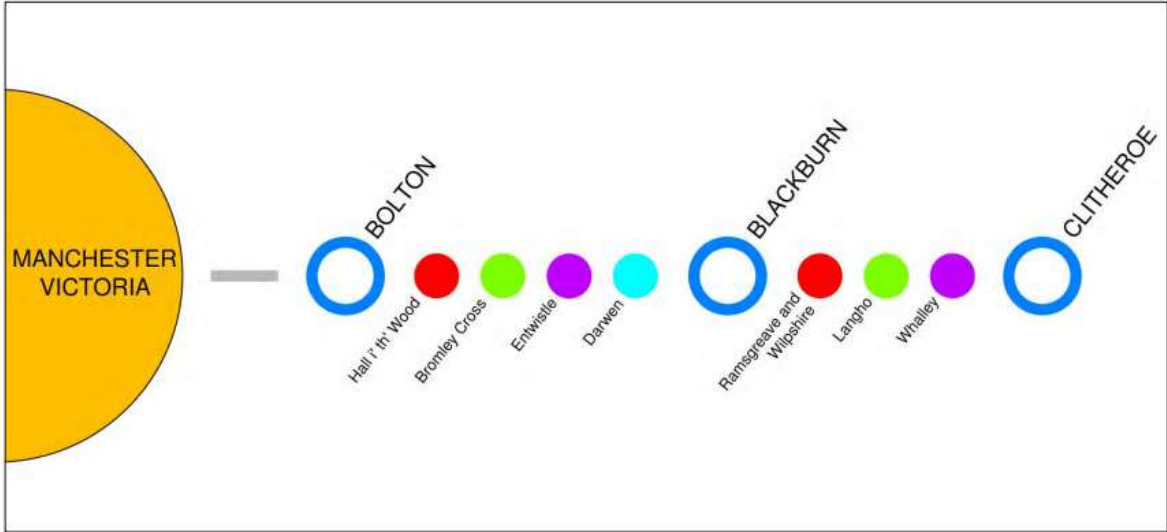 MANCHESTER
VICTORIA
BOLTON
Hall i' th' Wood
Bromley Cross
Entwistle
Darwen
BLACKBURN
Ramsgreave and
Wilpshire
Langho
Whalley
CLITHEROE